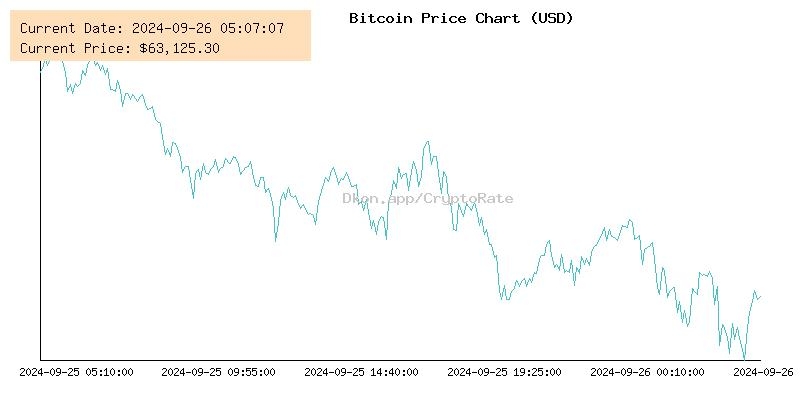 Bitcoin Price Chart (USD)
Current Date: 2024-09-26 05:07:07
Current Price: $63,125.30
Dkon.app/CryptoRate
2024-09-25 05:10:00 2024-09-25 09:55:00 2024-09-25 14:40:00 2024-09-25 19:25:00 2024-09-26 00:10:00 2024-09-26